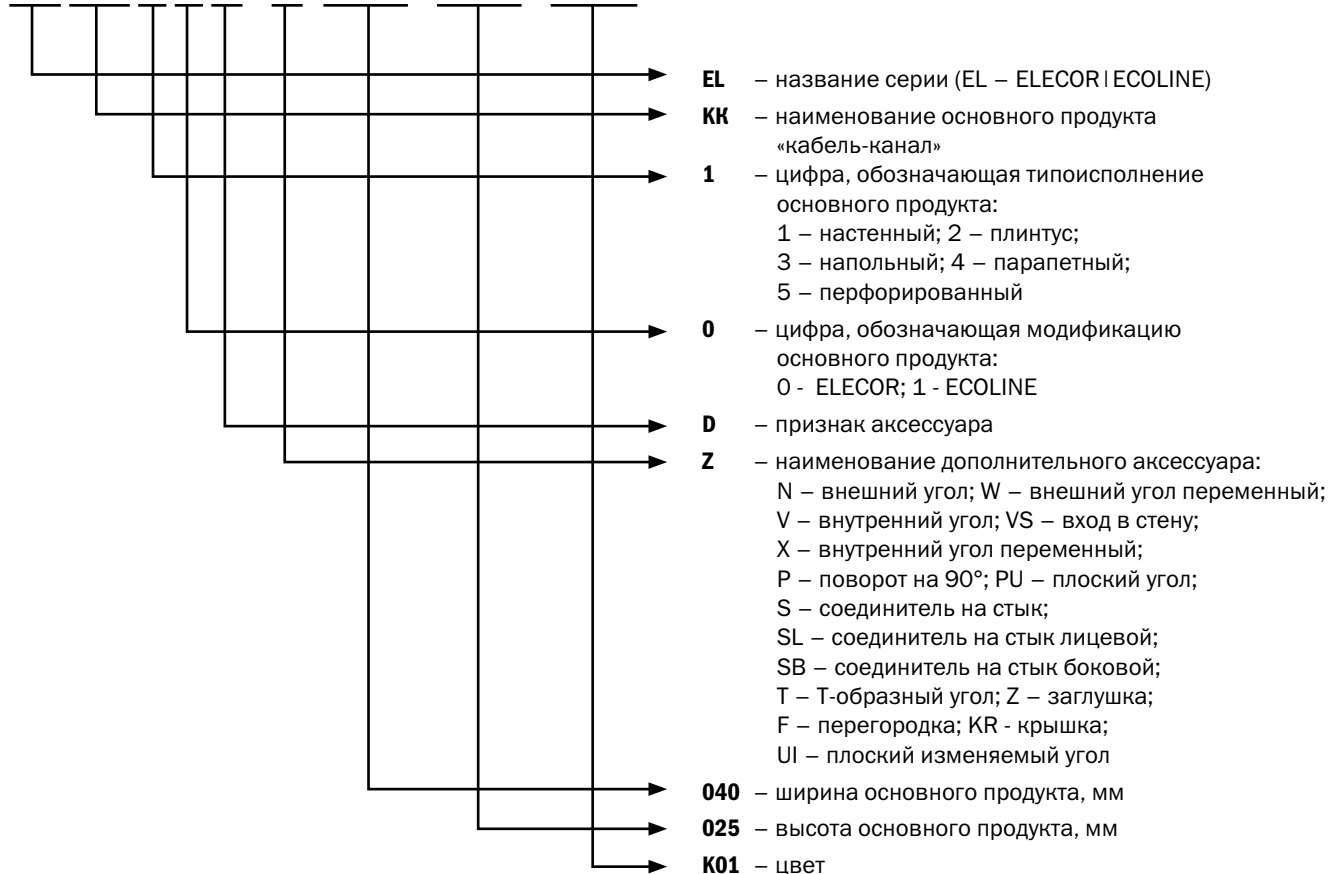 EL – название серии (EL – ELECOR|ECOLINE)
КК – наименование основного продукта
«кабель-канал»
1 – цифра, обозначающая типоисполнение
основного продукта:
1 – настенный; 2 – плинтус;
3 – напольный; 4 – парапетный;
5 – перфорированный
0 – цифра, обозначающая модификацию
основного продукта:
0 - ELECOR; 1 - ECOLINE
D – признак аксессуара
Z – наименование дополнительного аксессуара:
N – внешний угол; W – внешний угол переменный;
V – внутренний угол; VS – вход в стену;
X – внутренний угол переменный;
P – поворот на 90°; PU – плоский угол;
S – соединитель на стык;
SL – соединитель на стык лицевой;
SB – соединитель на стык боковой;
T – Т-образный угол; Z – заглушка;
F – перегородка; KR - крышка;
UI – плоский изменяемый угол
040 – ширина основного продукта, мм
025 – высота основного продукта, мм
K01 – цвет